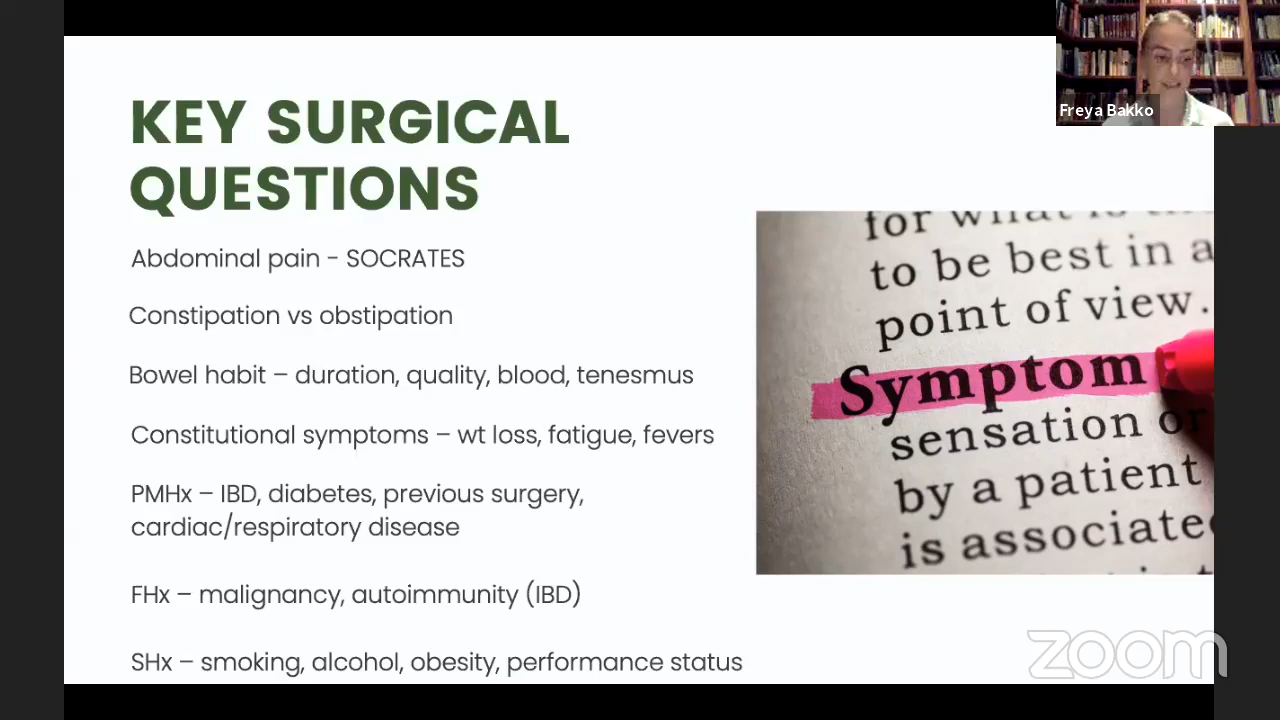 Freya Bakko
KEY SURGICAL
QUESTIONS
Abdominal pain - SOCRATES
Constipation vs obstipation
Bowel habit – duration, quality, blood, tenesmus
Constitutional symptoms – wt loss, fatigue, fevers
PMHx – IBD, diabetes, previous surgery,
cardiac/respiratory disease
FHx – malignancy, autoimmunity (IBD)
SHx – smoking, alcohol, obesity, performance status
for what is
to be best in a
point of view.
Symptom
sensation or
by a patient
is associate
zoom